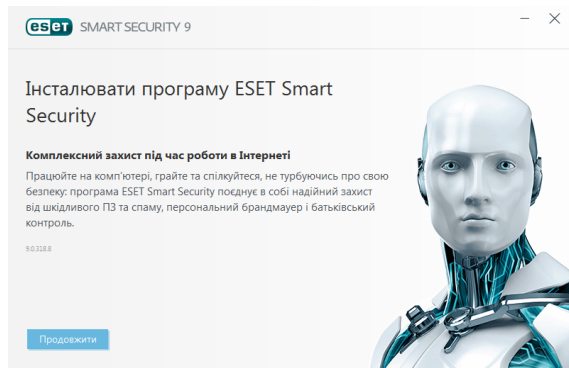 eset SMART SECURITY 9
Інсталювати програму ESET Smart
Security
Комплексний захист під час роботи в Інтернеті
Працюйте на комп'ютері, грайте та спілкуйтеся, не турбуючись про свою
безпеку: програма ESET Smart Security поєднує в собі надійний захист
від шкідливого ПЗ та спаму, персональний брандмауер і батьківський
контроль.
9.0.318.8
Продовжити